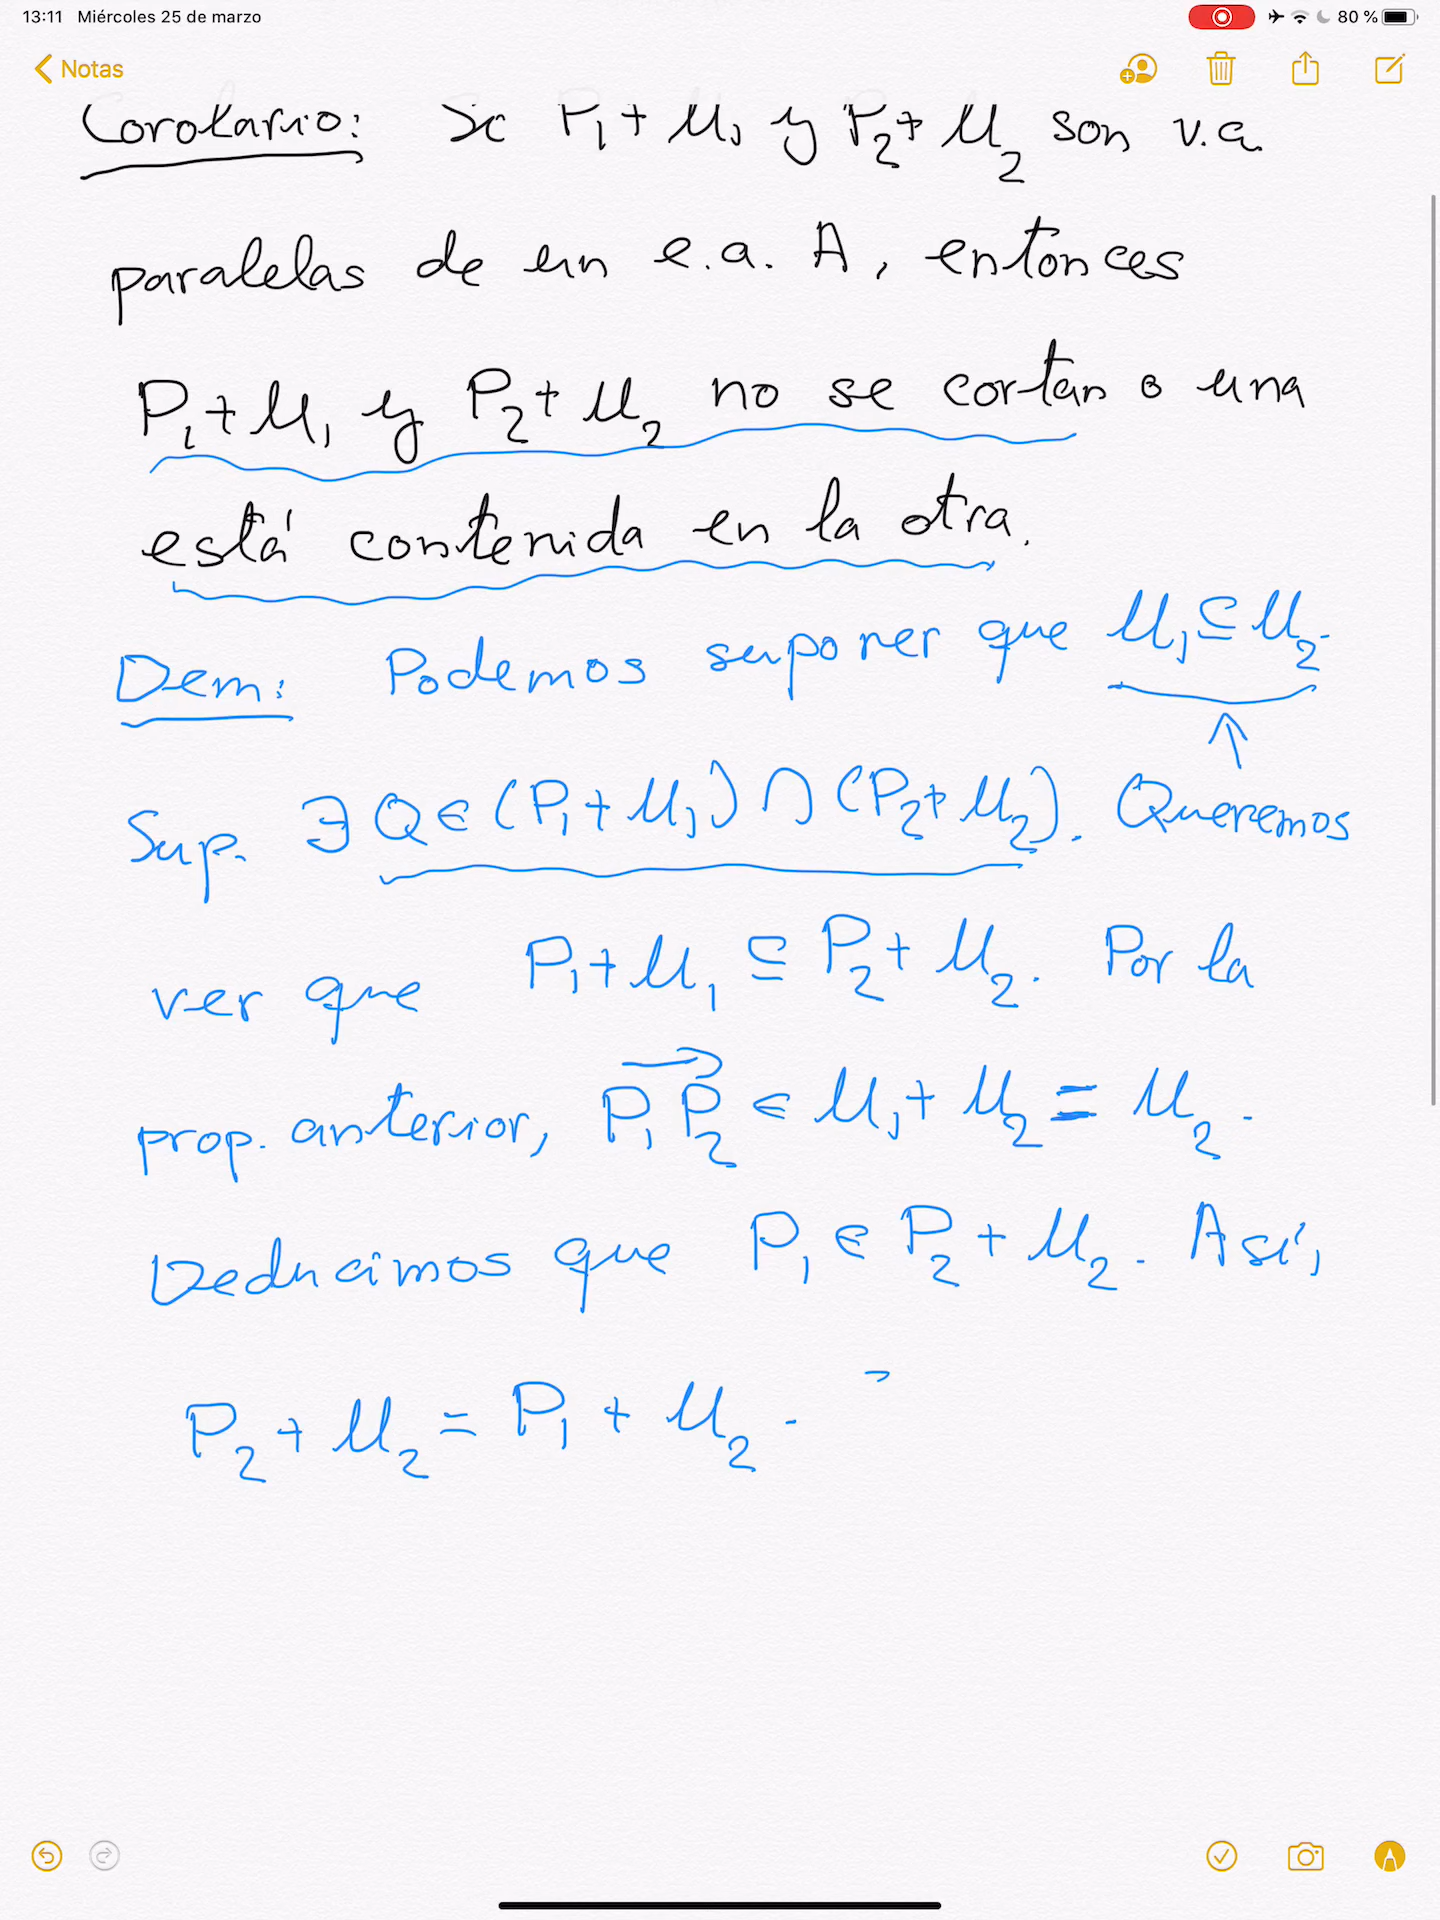 13:11 Miércoles 25 de marzo 80 %
Notas
Corolario: Si P₁ + U₁ y P₂ + U₂ son v.a.
paralelas de un e.a. A, entonces
P₁ + U₁ y P₂ + U₂ no se cortan o una
está contenida en la otra.
Dem: Podemos suponer que U₁ ⊆ U₂.
↑
Sup. ∃ Q ∈ (P₁ + U₁) ∩ (P₂ + U₂). Queremos
ver que P₁ + U₁ ⊆ P₂ + U₂. Por la
prop. anterior, $\overrightarrow{P_1P_2}$ ∈ U₁ + U₂ = U₂.
Deducimos que P₁ ∈ P₂ + U₂. Así,
P₂ + U₂ = P₁ + U₂.